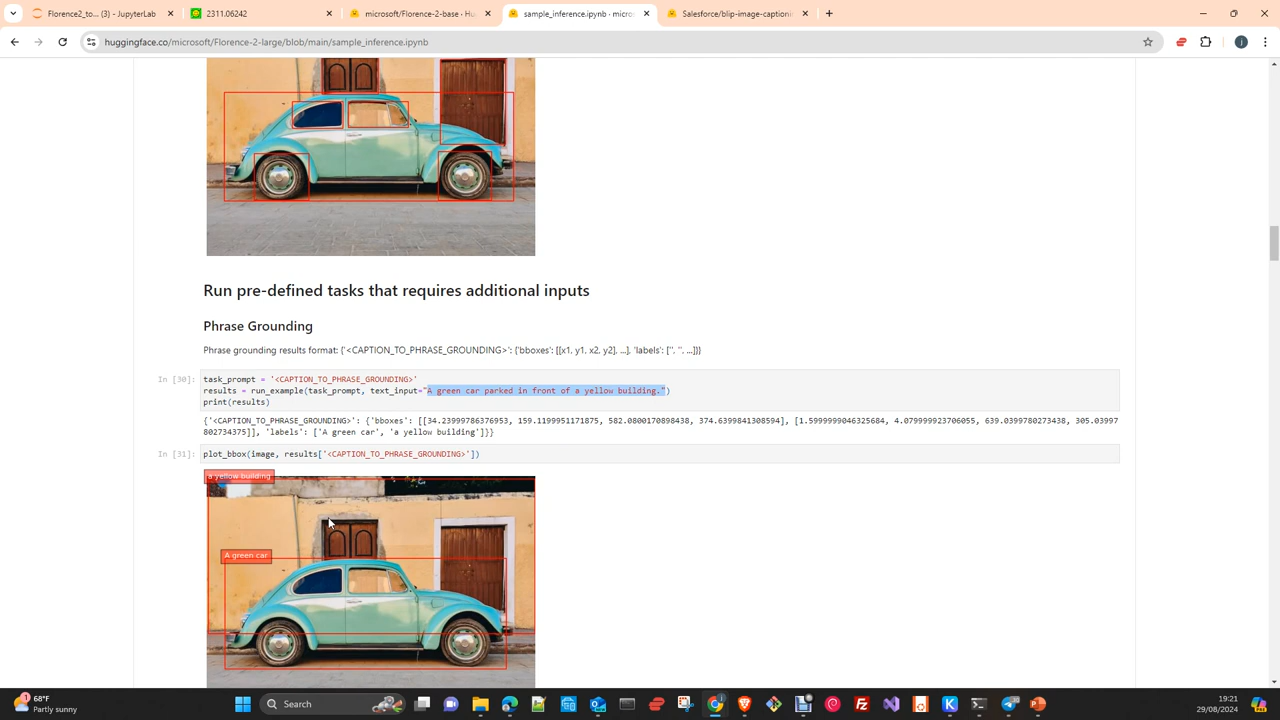 Florence2_to... (3) - JupyterLab
2311.06242
microsoft/Florence-2-base · Hu
sample_inference.ipynb · micros
Salesforce/blip-image-captionin
huggingface.co/microsoft/Florence-2-large/blob/main/sample_inference.ipynb
Run pre-defined tasks that requires additional inputs
Phrase Grounding
Phrase grounding results format: {'<CAPTION_TO_PHRASE_GROUNDING>': {'bboxes': [[x1, y1, x2, y2], ...], 'labels': ['', '', ...]}}
In [30]: task_prompt = '<CAPTION_TO_PHRASE_GROUNDING>'
results = run_example(task_prompt, text_input="A green car parked in front of a yellow building.")
print(results)
{'<CAPTION_TO_PHRASE_GROUNDING>': {'bboxes': [[34.23999786376953, 159.1199951171875, 582.0800170898438, 374.6399841308594], [1.5999999046325684, 4.079999923706055, 639.0399780273438, 305.03997
802734375]], 'labels': ['A green car', 'a yellow building']}}
In [31]: plot_bbox(image, results['<CAPTION_TO_PHRASE_GROUNDING>'])
a yellow building
A green car
1
68°F
Partly sunny
Search
19:21
29/08/2024